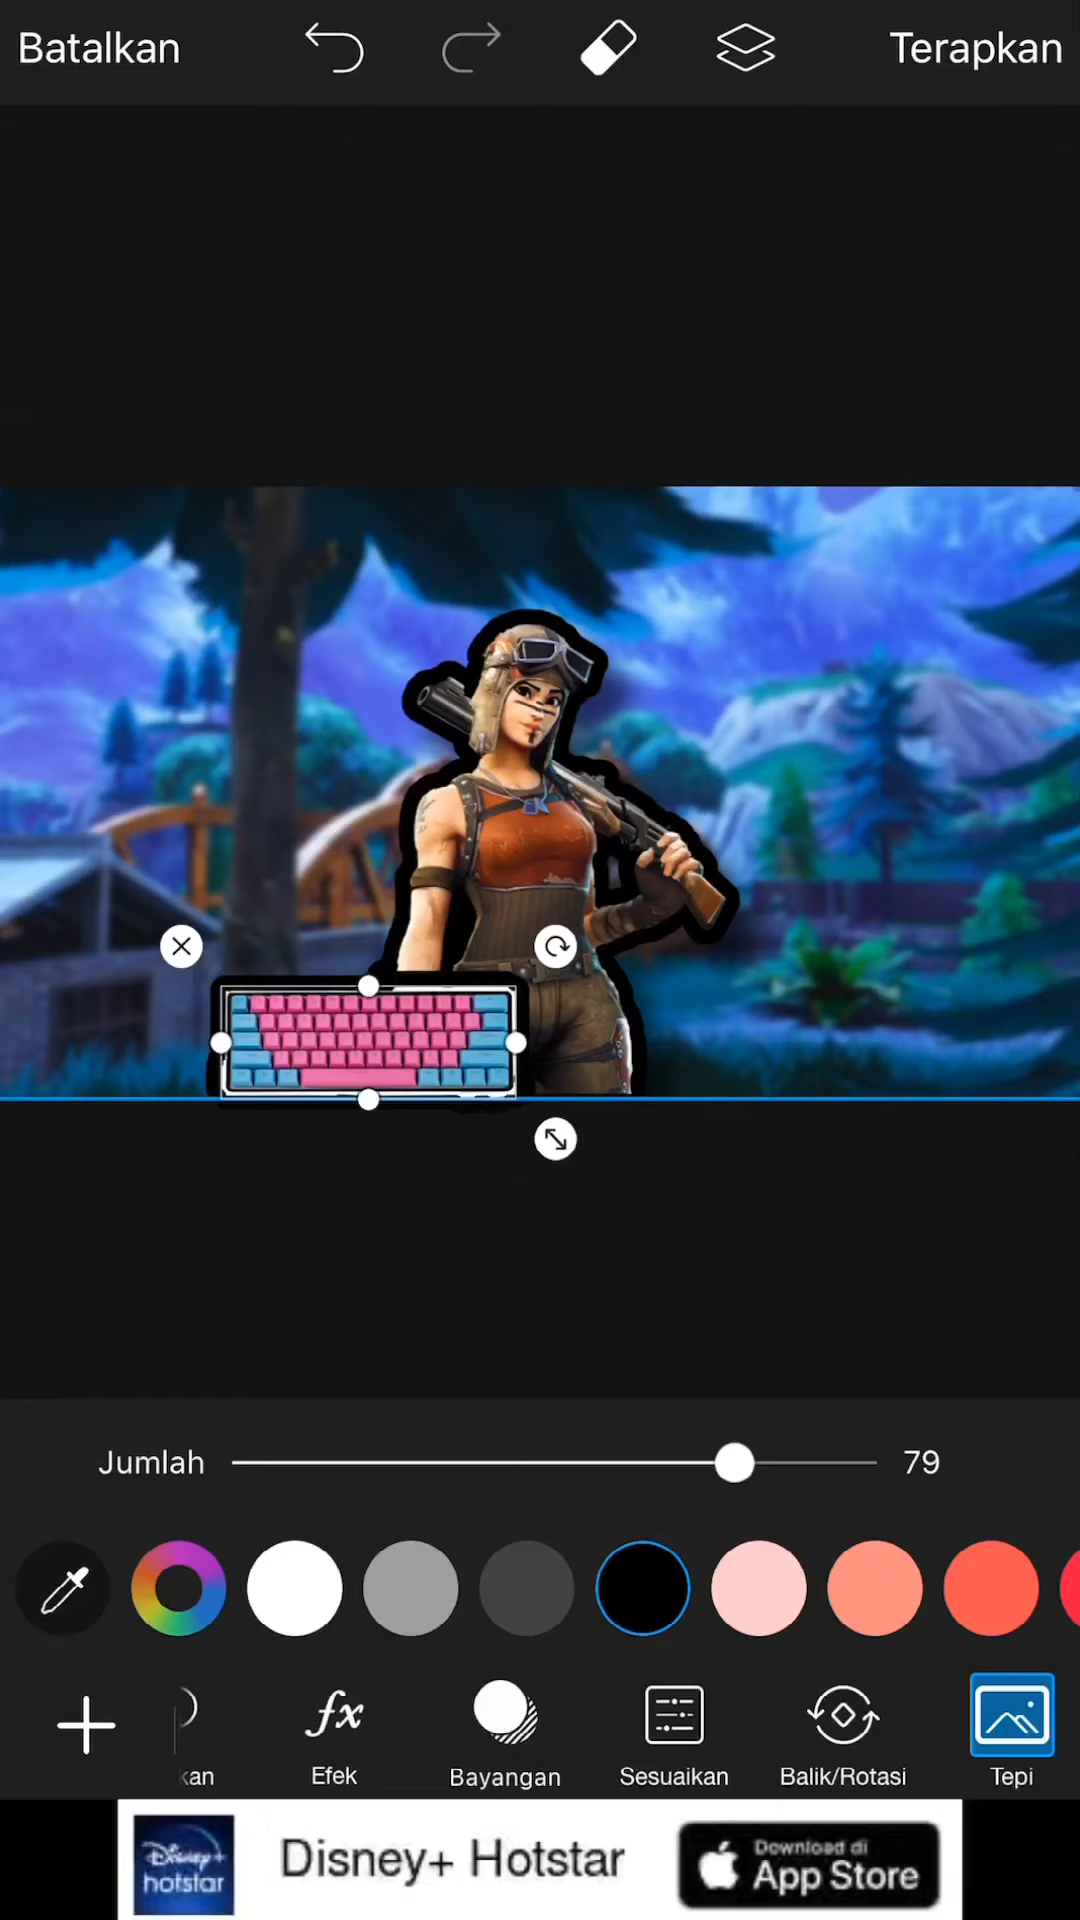 Batalkan
Terapkan
Jumlah
79
kan
fx
Efek
Bayangan
Sesuaikan
Balik/Rotasi
Tepi
Disney+
hotstar
Disney+ Hotstar
Download di
App Store